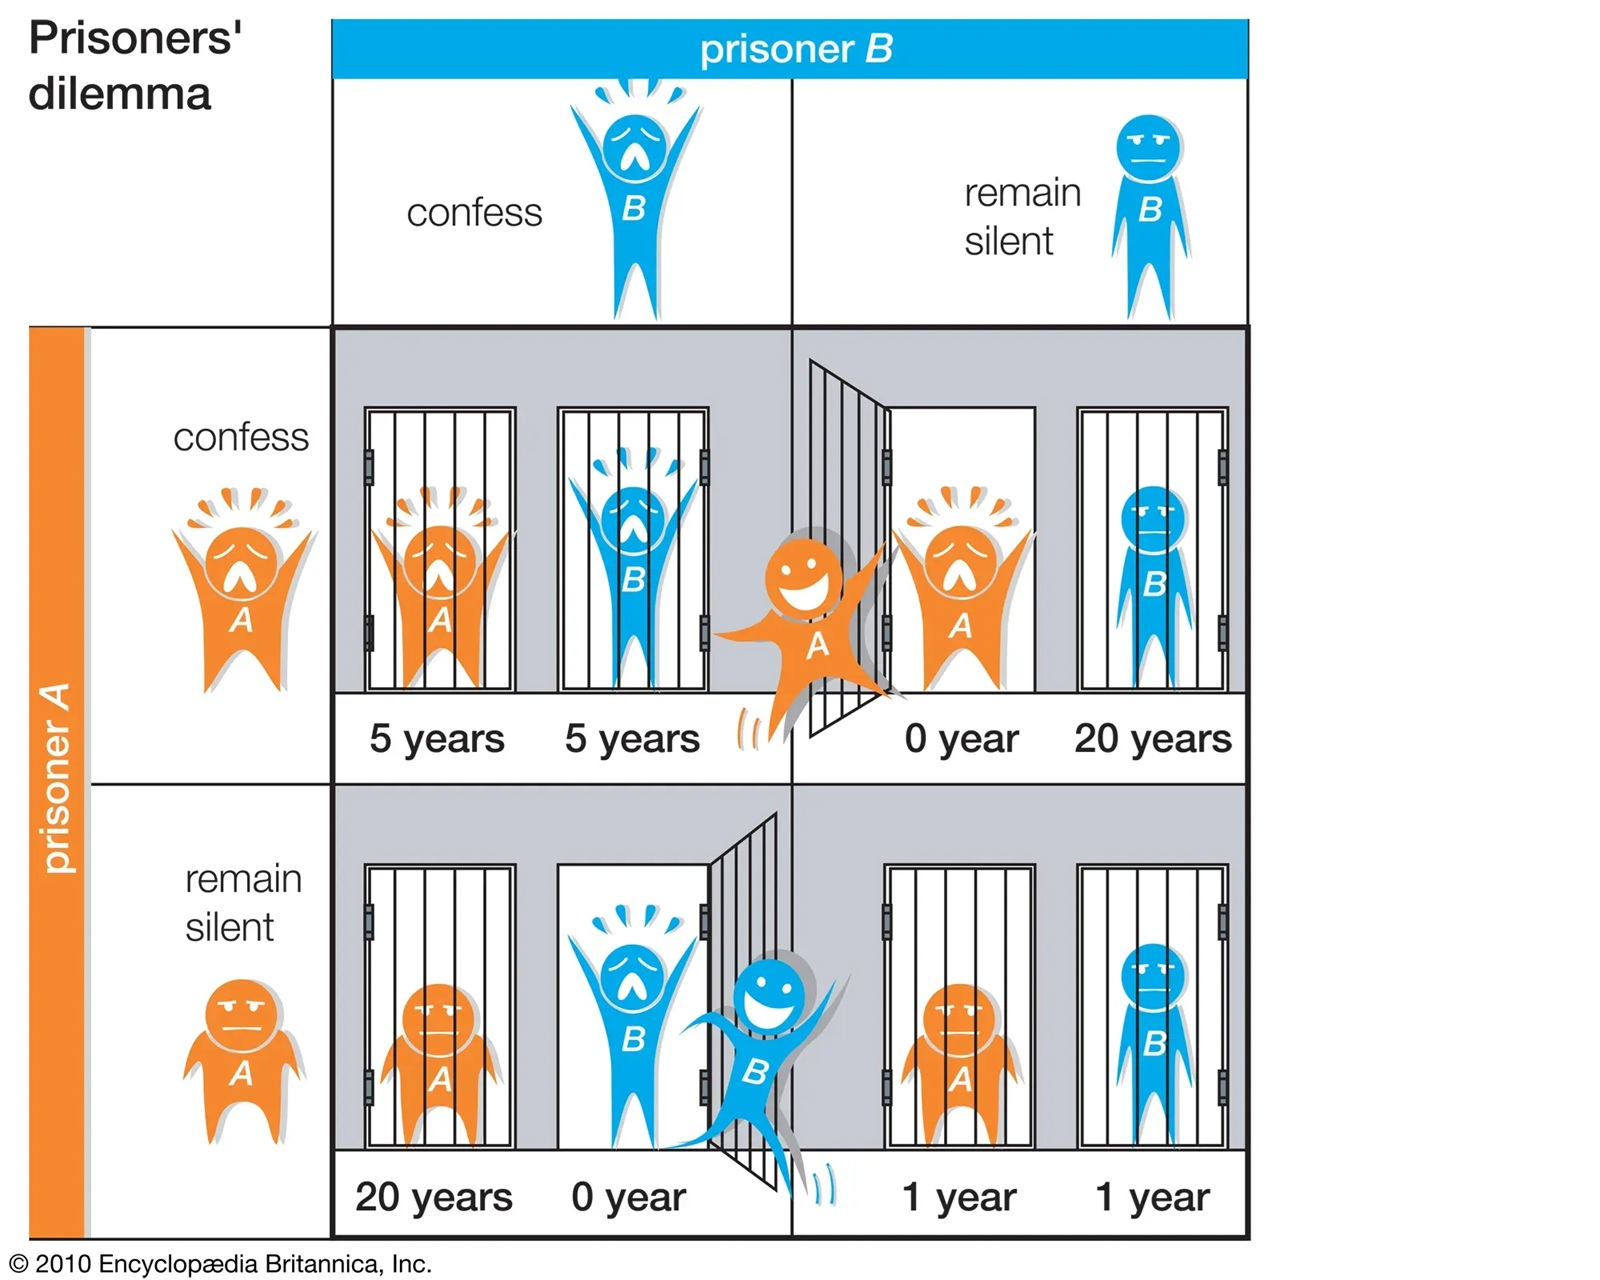 Prisoners'
dilemma
prisoner B
confess
B
remain
silent
B
prisoner A
confess
A
A
B
A
A
B
5 years
5 years
0 year
20 years
remain
silent
A
A
B
B
A
B
20 years
0 year
1 year
1 year
© 2010 Encyclopædia Britannica, Inc.